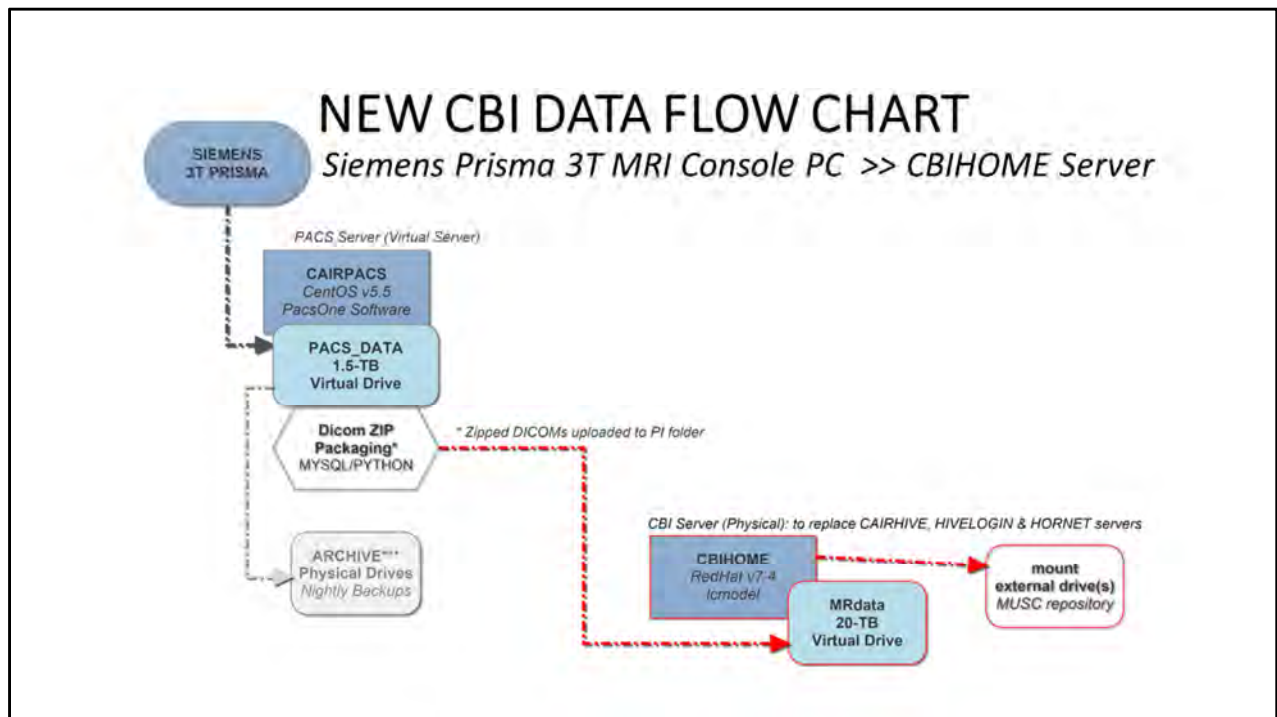 NEW CBI DATA FLOW CHART
Siemens Prisma 3T MRI Console PC >> CBIHOME Server
SIEMENS
3T PRISMA
PACS Server (Virtual Server)
CAIRPACS
CentOS v5.5
PacsOne Software
PACS_DATA
1.5-TB
Virtual Drive
Dicom ZIP
Packaging*
MYSQL/PYTHON
* Zipped DICOMs uploaded to PI folder
ARCHIVE***
Physical Drives
Nightly Backups
CBI Server (Physical): to replace CAIRHIVE, HIVELOGIN & HORNET servers
CBIHOME
RedHat v7.4
lcmodel
MRdata
20-TB
Virtual Drive
mount
external drive(s)
MUSC repository